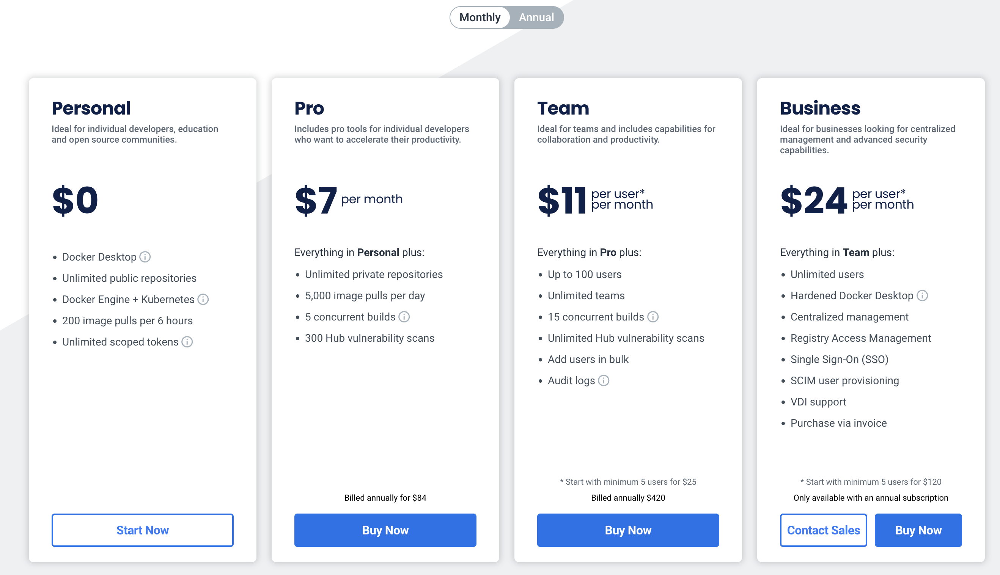 Monthly
Annual
Personal
Ideal for individual developers, education
and open source communities.
$0
Docker Desktop
Unlimited public repositories
Docker Engine + Kubernetes
200 image pulls per 6 hours
Unlimited scoped tokens
Start Now
Pro
Includes pro tools for individual developers
who want to accelerate their productivity.
$7 per month
Everything in Personal plus:
Unlimited private repositories
5,000 image pulls per day
5 concurrent builds
300 Hub vulnerability scans
Billed annually for $84
Buy Now
Team
Ideal for teams and includes capabilities for
collaboration and productivity.
$11 per user*
per month
Everything in Pro plus:
Up to 100 users
Unlimited teams
15 concurrent builds
Unlimited Hub vulnerability scans
Add users in bulk
Audit logs
* Start with minimum 5 users for $25
Billed annually $420
Buy Now
Business
Ideal for businesses looking for centralized
management and advanced security
capabilities.
$24 per user*
per month
Everything in Team plus:
Unlimited users
Hardened Docker Desktop
Centralized management
Registry Access Management
Single Sign-On (SSO)
SCIM user provisioning
VDI support
Purchase via invoice
* Start with minimum 5 users for $120
Only available with an annual subscription
Contact Sales
Buy Now